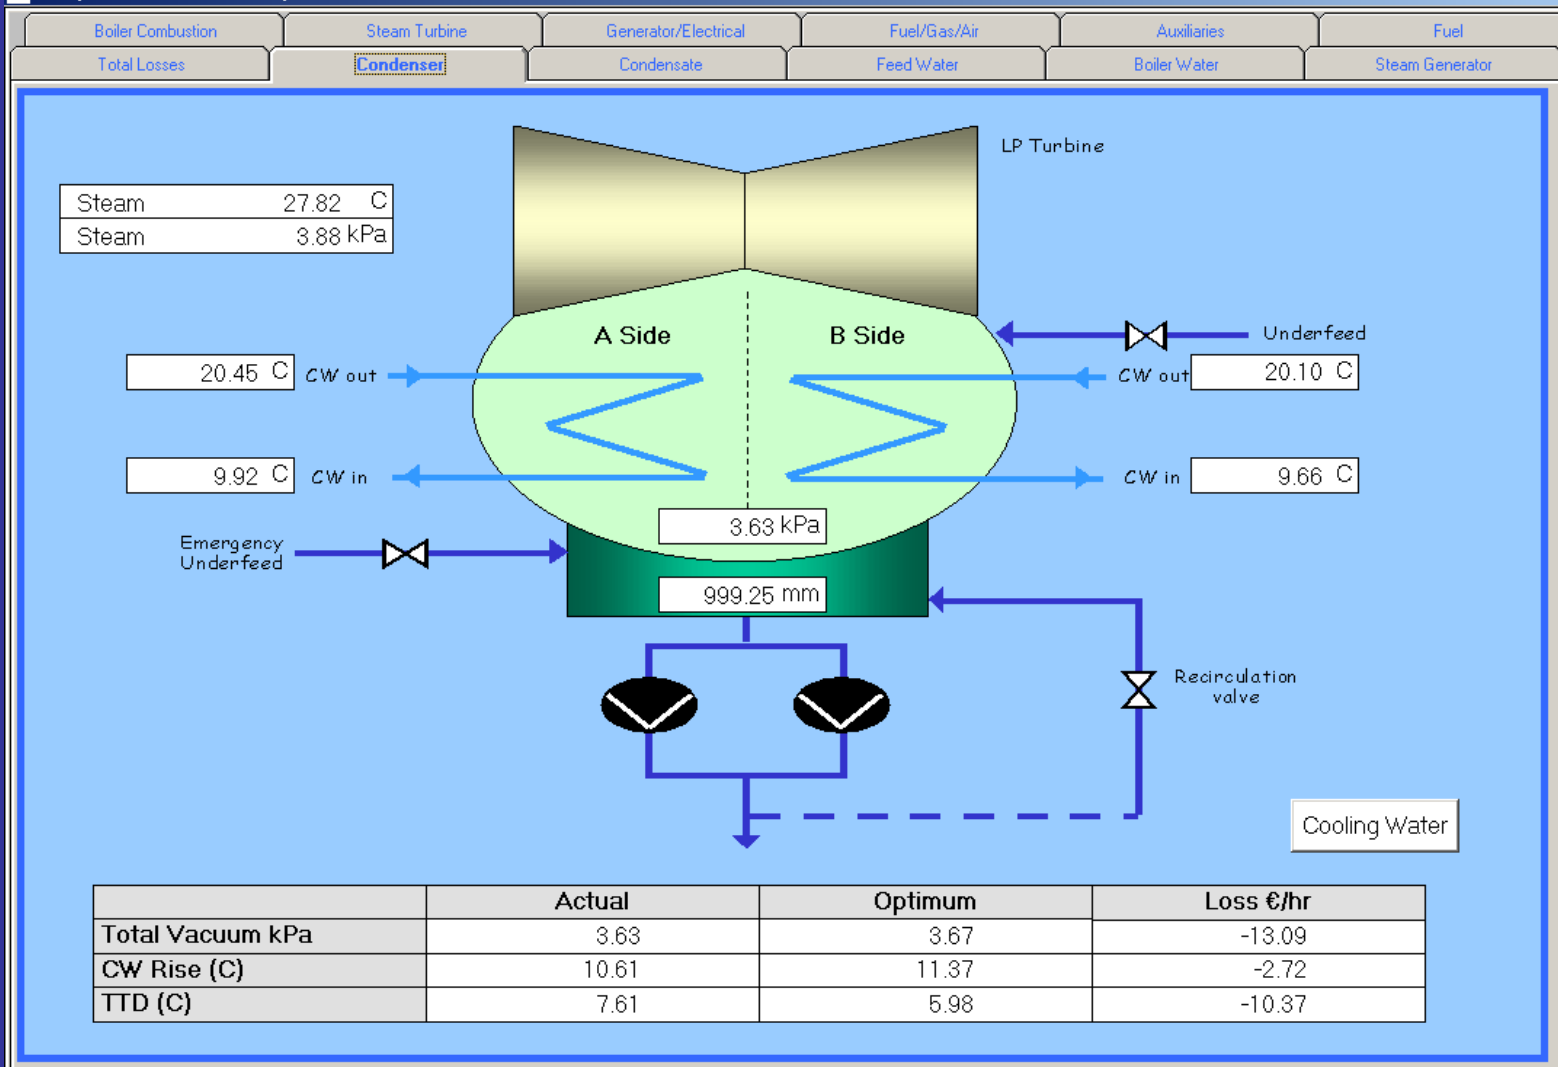 Boiler Combustion Steam Turbine Generator/Electrical Fuel/Gas/Air Auxiliaries Fuel
Total Losses Condenser Condensate Feed Water Boiler Water Steam Generator
LP Turbine
Steam 27.82 C
Steam 3.88 kPa
A Side B Side
Underfeed
20.45 C CW out
CW out 20.10 C
9.92 C CW in
CW in 9.66 C
3.63 kPa
Emergency
Underfeed
999.25 mm
Recirculation
valve
Cooling Water
Actual Optimum Loss €/hr
Total Vacuum kPa 3.63 3.67 -13.09
CW Rise (C) 10.61 11.37 -2.72
TTD (C) 7.61 5.98 -10.37